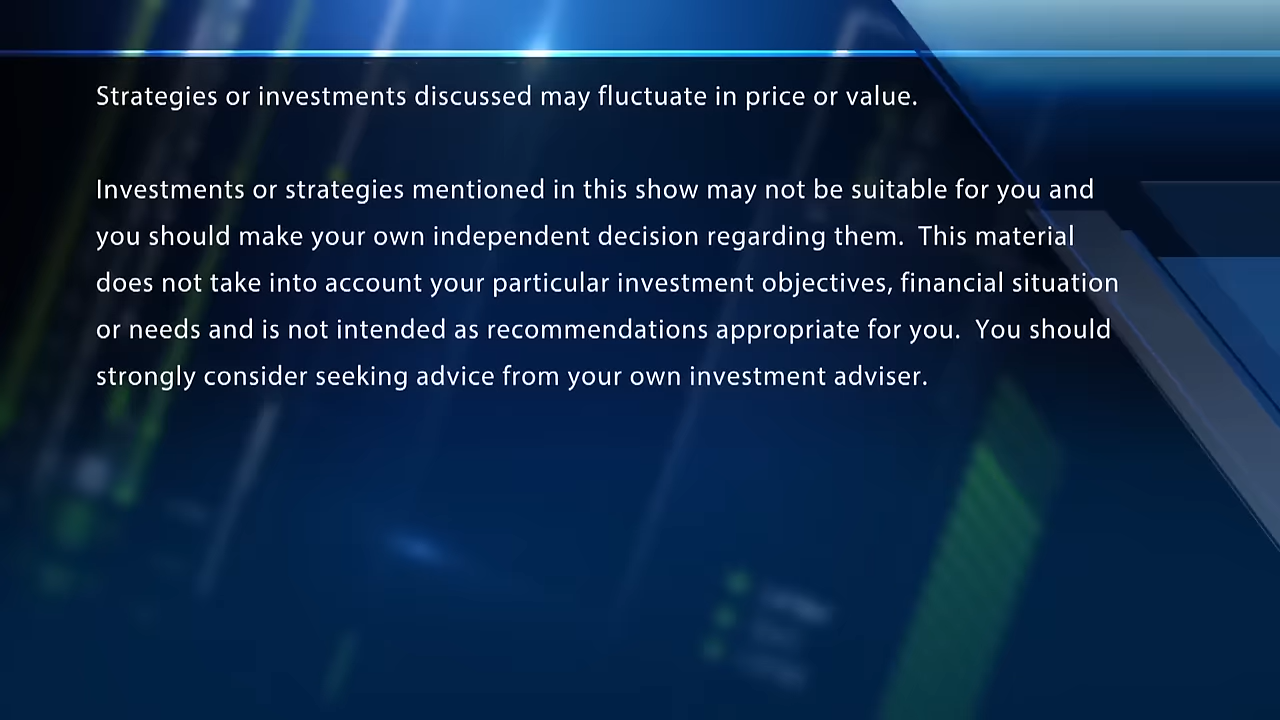 Strategies or investments discussed may fluctuate in price or value.
Investments or strategies mentioned in this show may not be suitable for you and
you should make your own independent decision regarding them.  This material
does not take into account your particular investment objectives, financial situation
or needs and is not intended as recommendations appropriate for you.  You should
strongly consider seeking advice from your own investment adviser.